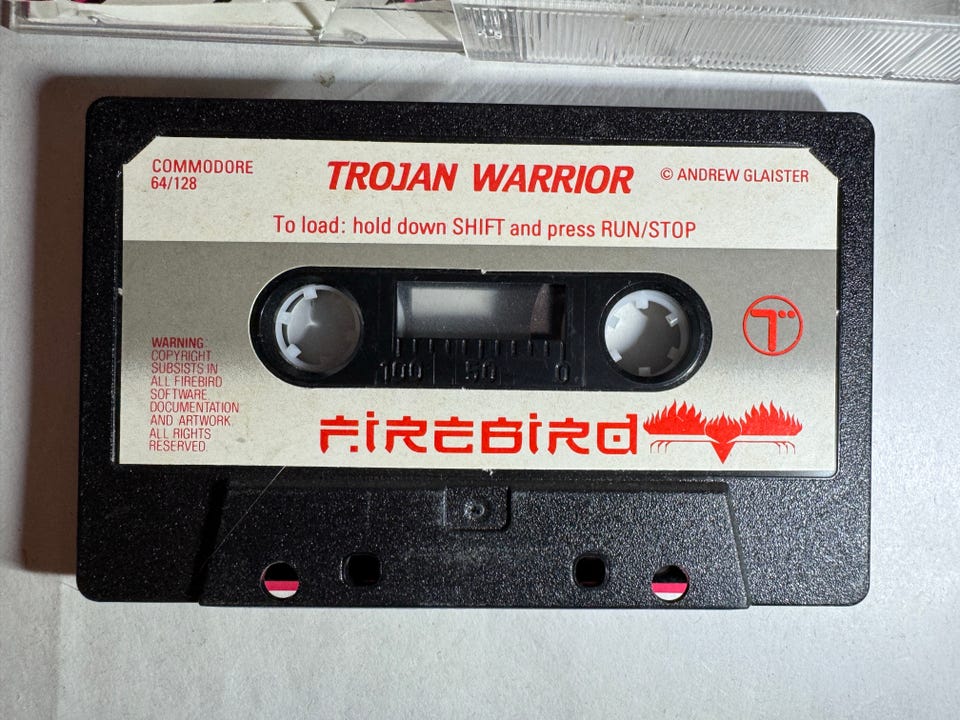 COMMODORE
64/128
TROJAN WARRIOR
© ANDREW GLAISTER
To load: hold down SHIFT and press RUN/STOP
WARNING
COPYRIGHT
SUBSISTS IN
ALL FIREBIRD
SOFTWARE
DOCUMENTATION
AND ARTWORK.
ALL RIGHTS
RESERVED.
100 50 0
T
FIREBIRD